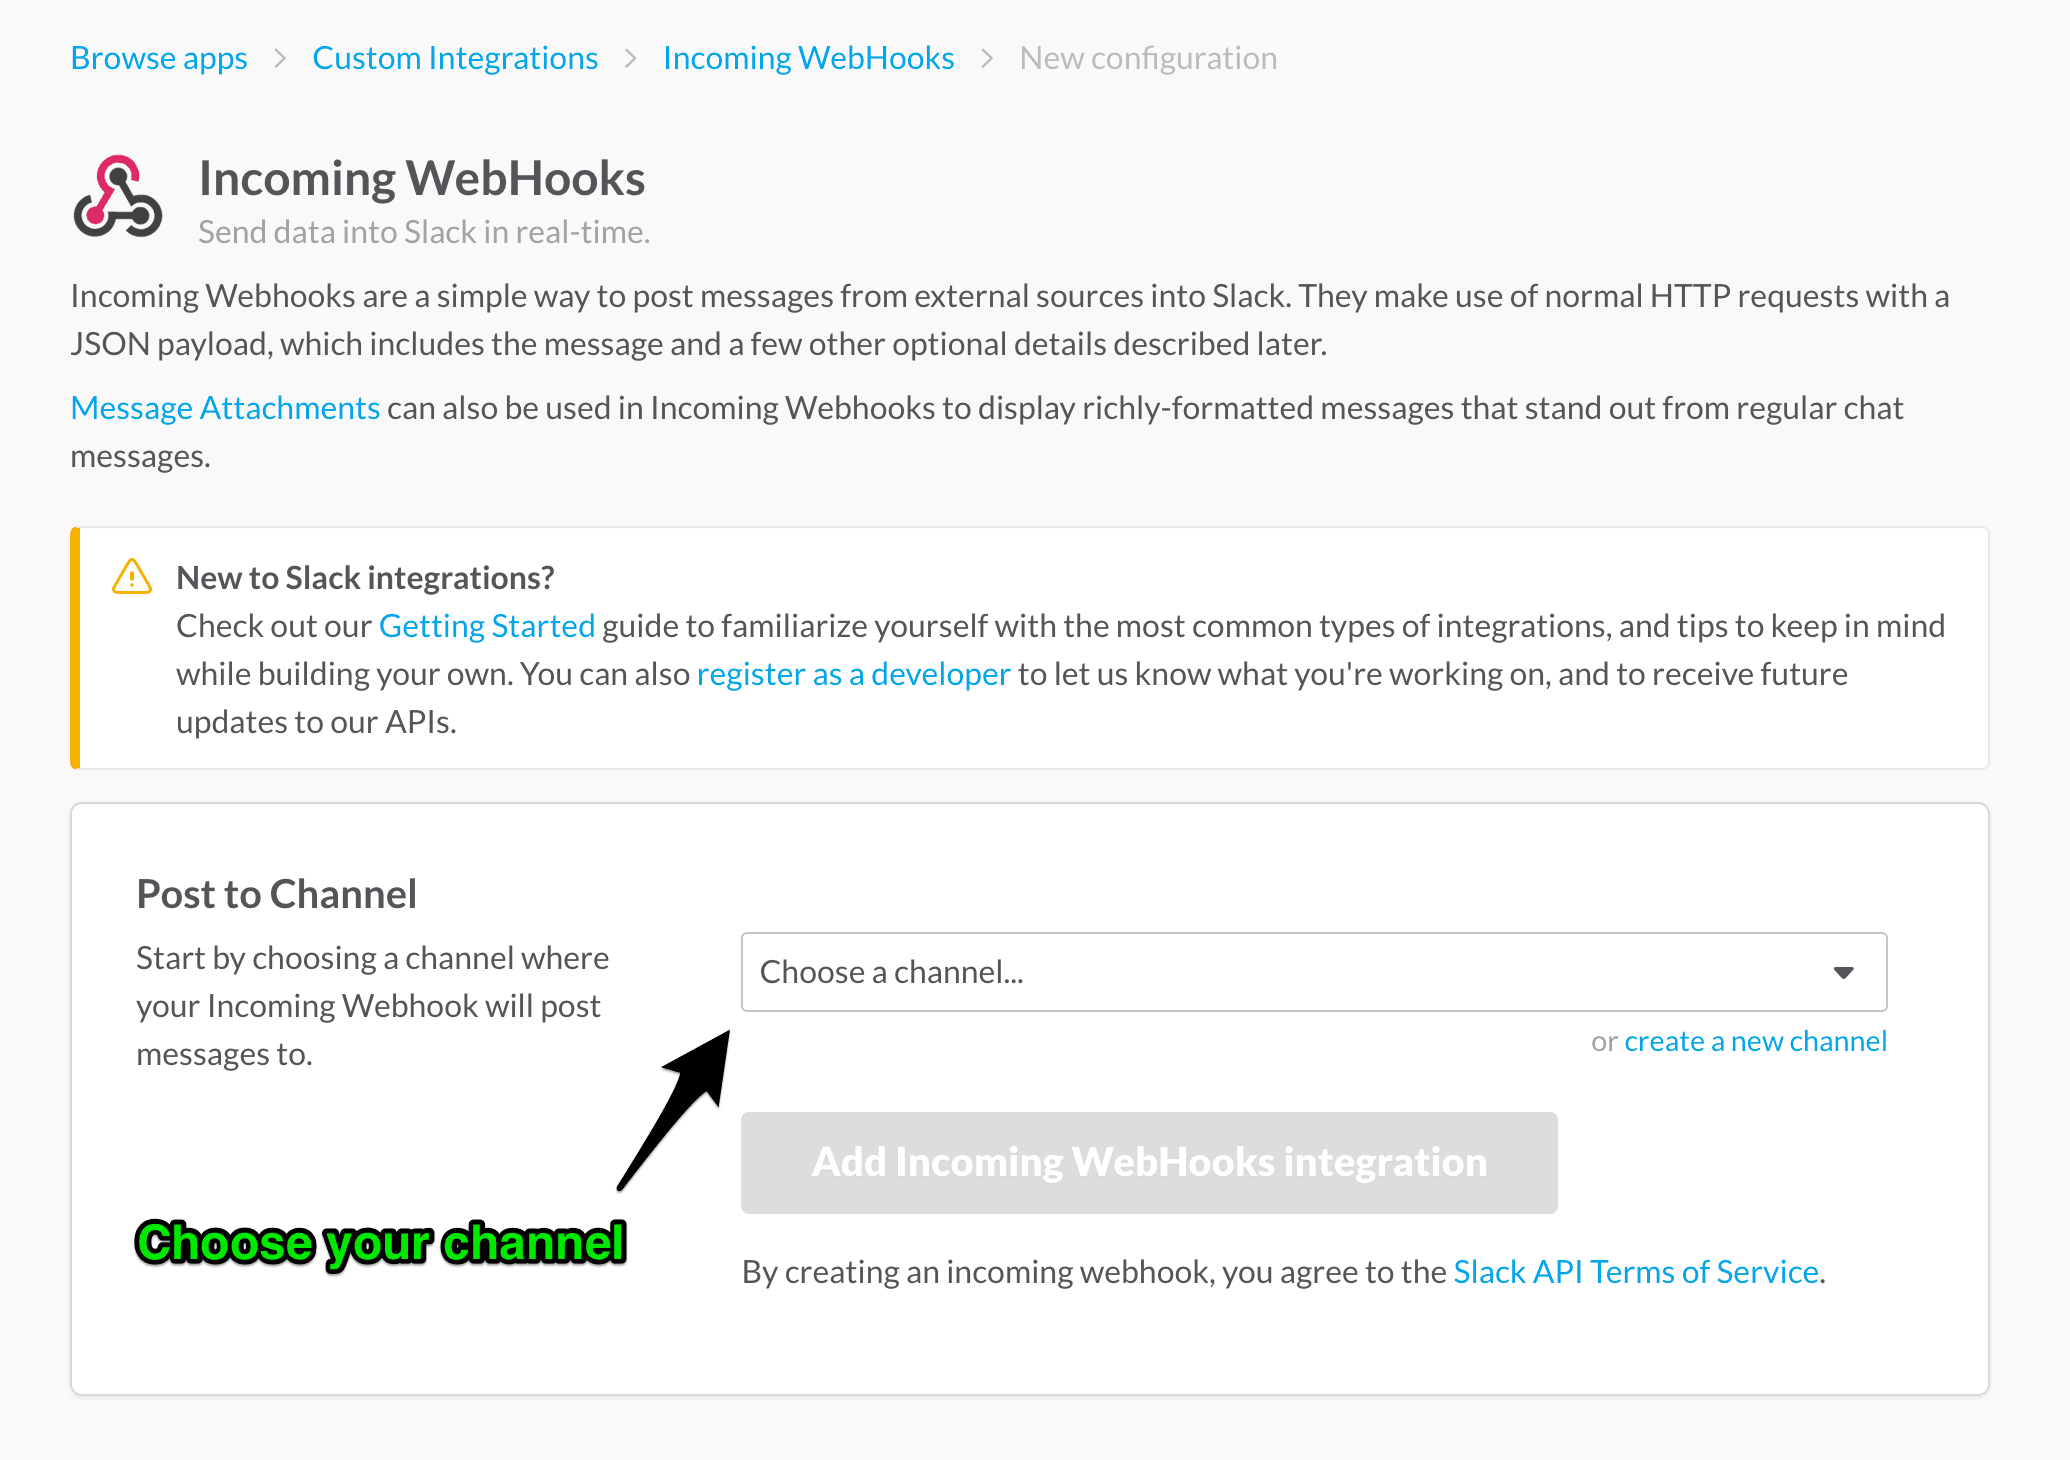 Browse apps > Custom Integrations > Incoming WebHooks > New configuration
Incoming WebHooks
Send data into Slack in real-time.
Incoming Webhooks are a simple way to post messages from external sources into Slack. They make use of normal HTTP requests with a
JSON payload, which includes the message and a few other optional details described later.
Message Attachments can also be used in Incoming Webhooks to display richly-formatted messages that stand out from regular chat
messages.
New to Slack integrations?
Check out our Getting Started guide to familiarize yourself with the most common types of integrations, and tips to keep in mind
while building your own. You can also register as a developer to let us know what you're working on, and to receive future
updates to our APIs.
Post to Channel
Start by choosing a channel where
your Incoming Webhook will post
messages to.
Choose a channel...
or create a new channel
Add Incoming WebHooks integration
Choose your channel
By creating an incoming webhook, you agree to the Slack API Terms of Service.